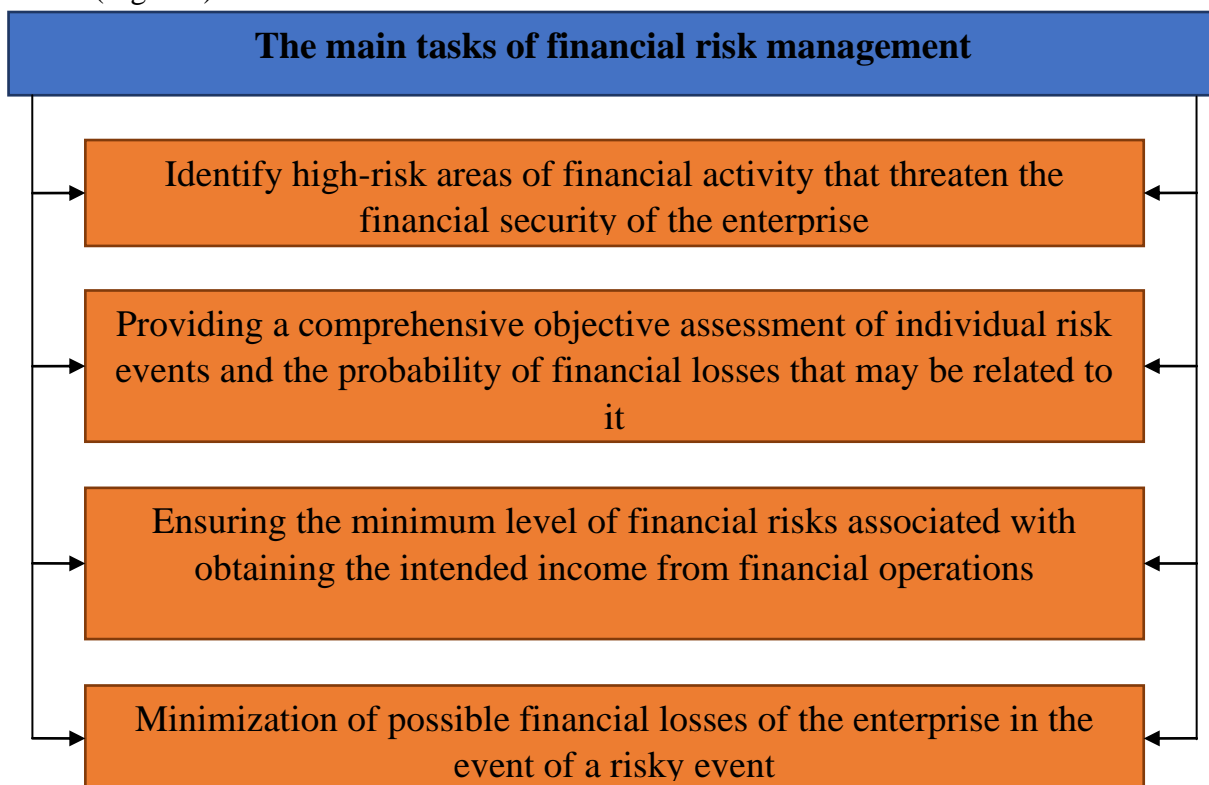 The main tasks of financial risk management
Identify high-risk areas of financial activity that threaten the
financial security of the enterprise
Providing a comprehensive objective assessment of individual risk
events and the probability of financial losses that may be related to
it
Ensuring the minimum level of financial risks associated with
obtaining the intended income from financial operations
Minimization of possible financial losses of the enterprise in the
event of a risky event